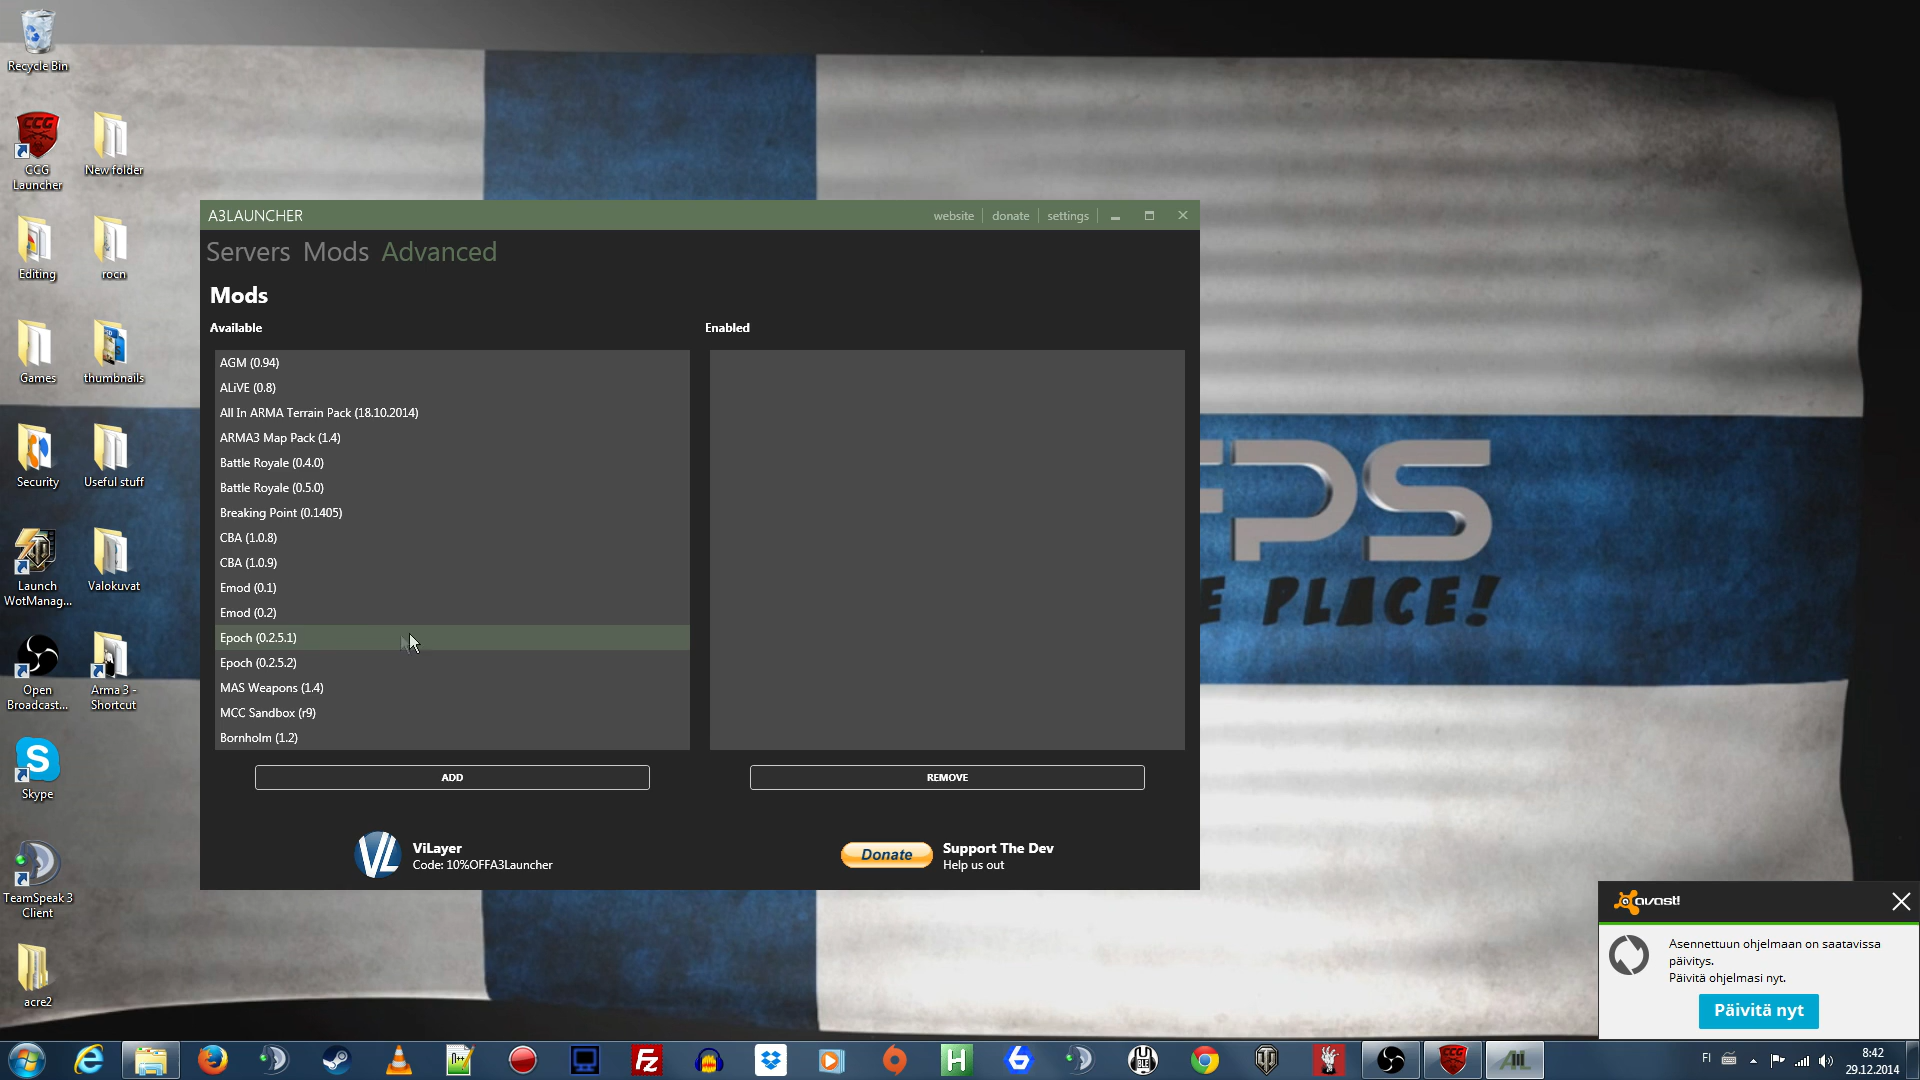 Recycle Bin
CCG
CCG
Launcher
New folder
Editing
rocn
Games
thumbnails
Security
Useful stuff
Launch
WotManag...
Valokuvat
Open
Broadcast...
Arma 3 -
Shortcut
Skype
TeamSpeak 3
Client
acre2
A3LAUNCHER
website
donate
settings
Servers Mods Advanced
Mods
Available
Enabled
AGM (0.94)
ALiVE (0.8)
All In ARMA Terrain Pack (18.10.2014)
ARMA3 Map Pack (1.4)
Battle Royale (0.4.0)
Battle Royale (0.5.0)
Breaking Point (0.1405)
CBA (1.0.8)
CBA (1.0.9)
Emod (0.1)
Emod (0.2)
Epoch (0.2.5.1)
Epoch (0.2.5.2)
MAS Weapons (1.4)
MCC Sandbox (r9)
Bornholm (1.2)
ADD
REMOVE
VL
ViLayer
Code: 10%OFFA3Launcher
Donate
Support The Dev
Help us out
FPS
E PLACE!
avast!
Asennettuun ohjelmaan on saatavissa
päivitys.
Päivitä ohjelmasi nyt.
Päivitä nyt
FI
8:42
29.12.2014